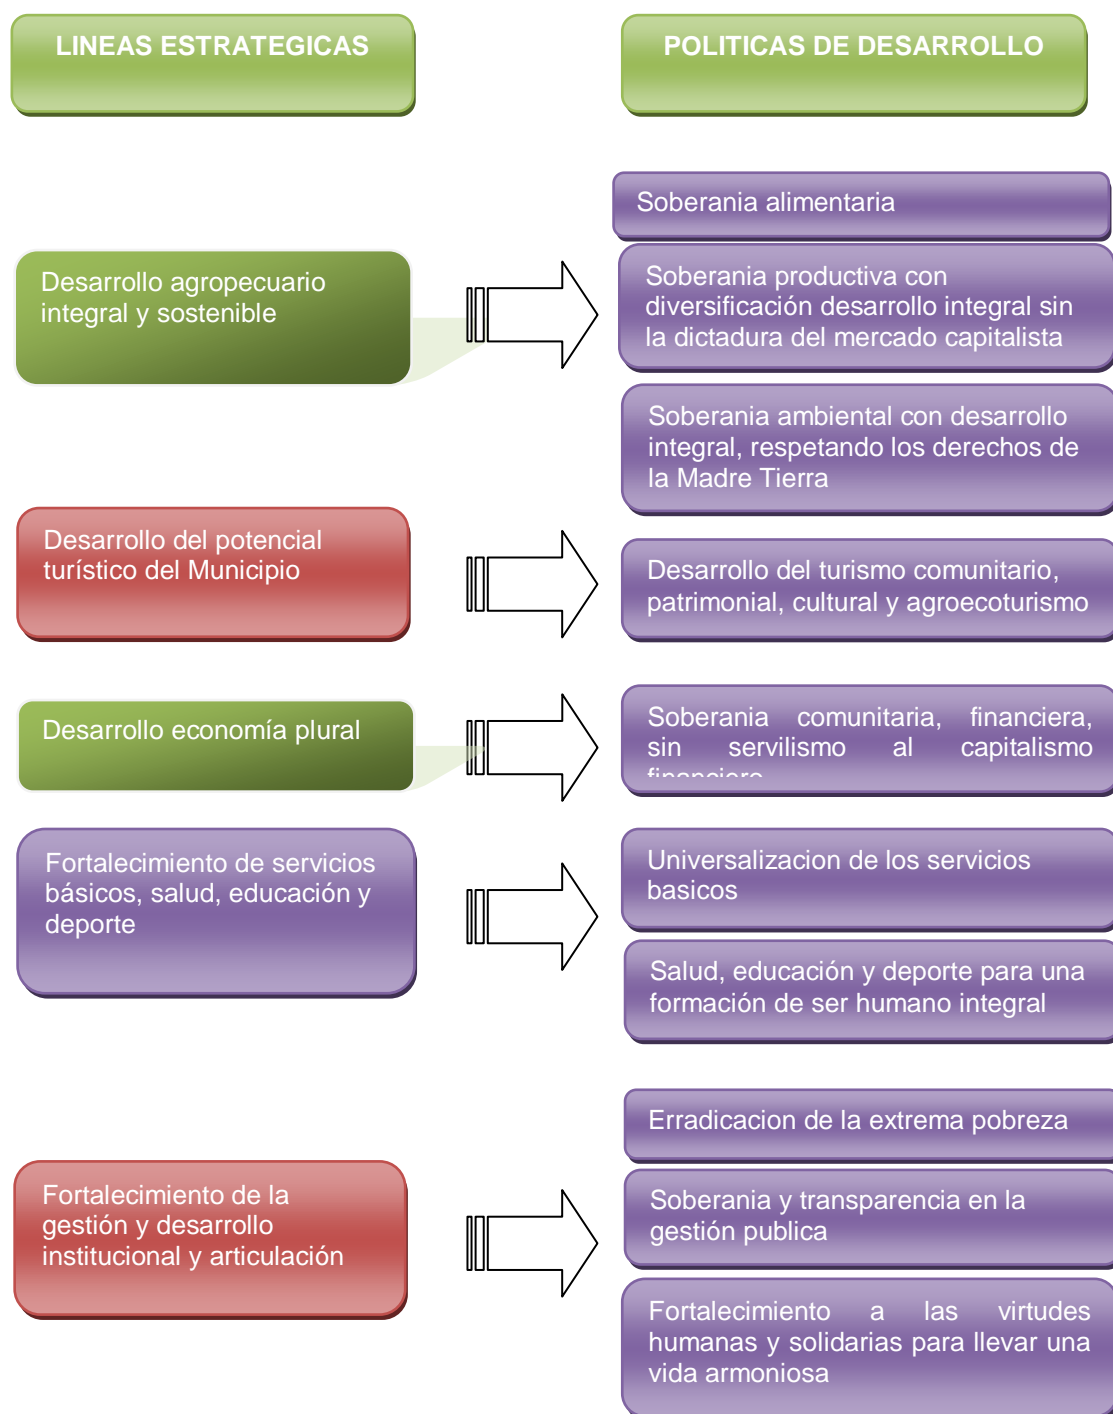 LINEAS ESTRATEGICAS
POLITICAS DE DESARROLLO
Desarrollo agropecuario
integral y sostenible
Soberania alimentaria
Soberania productiva con
diversificación desarrollo integral sin
la dictadura del mercado capitalista
Soberania ambiental con desarrollo
integral, respetando los derechos de
la Madre Tierra
Desarrollo del potencial
turístico del Municipio
Desarrollo del turismo comunitario,
patrimonial, cultural y agroecoturismo
Desarrollo economía plural
Soberania comunitaria, financiera,
sin servilismo al capitalismo
financiero
Fortalecimiento de servicios
básicos, salud, educación y
deporte
Universalizacion de los servicios
basicos
Salud, educación y deporte para una
formación de ser humano integral
Fortalecimiento de la
gestión y desarrollo
institucional y articulación
Erradicacion de la extrema pobreza
Soberania y transparencia en la
gestión publica
Fortalecimiento a las virtudes
humanas y solidarias para llevar una
vida armoniosa